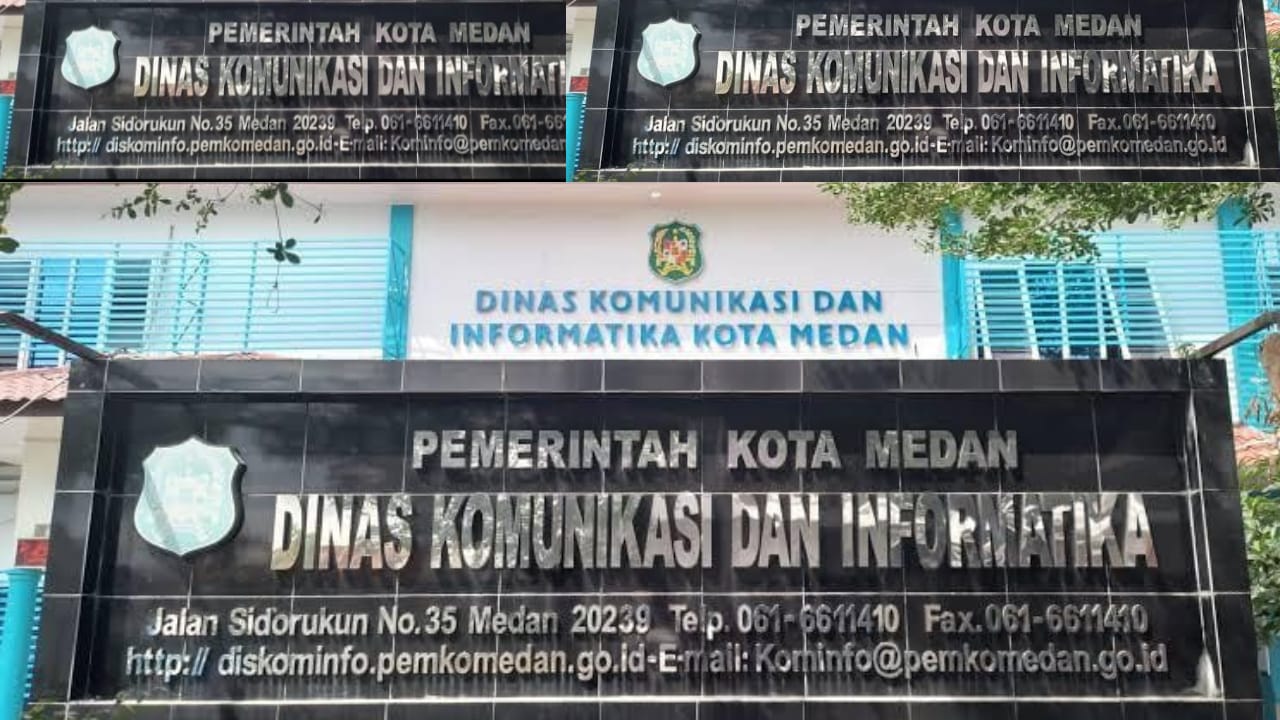 PEMERINTAH KOTA MEDAN
DINAS KOMUNIKASI DAN INFORMATI
Jalan Sidorukun No.35 Medan 20239 Telp. 061-6611410 Fax.061-66
http:// diskominfo.pemkomedan.go.id-E-mail: Kominfo@pemkomedan
PEMERINTAH KOTA MEDAN
DINAS KOMUNIKASI DAN INFORMATIKA
Jalan Sidorukun No.35 Medan 20239 Telp. 061-6611410 Fax.061-6611410
http:// diskominfo.pemkomedan.go.id-E-mail: Kominfo@pemkomedan.go.id
DINAS KOMUNIKASI DAN
INFORMATIKA KOTA MEDAN
PEMERINTAH KOTA MEDAN
DINAS KOMUNIKASI DAN INFORMATIKA
Jalan Sidorukun No.35 Medan 20239 Telp. 061-6611410 Fax.061-6611410
http:// diskominfo.pemkomedan.go.id-E-mail: Kominfo@pemkomedan.go.id